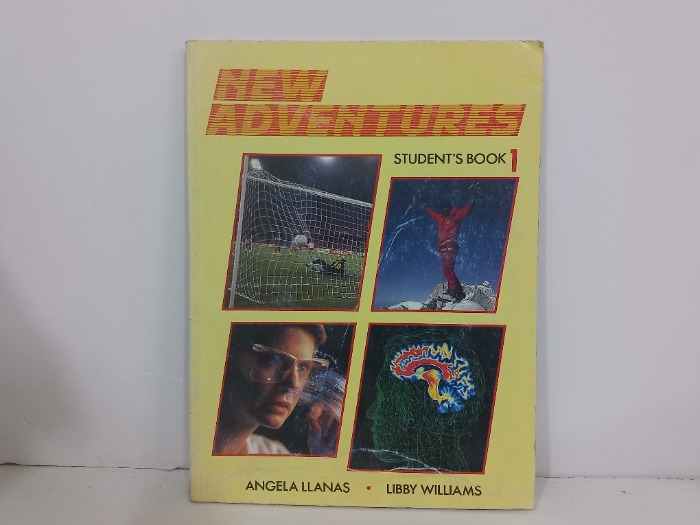 NEW
ADVENTURES
STUDENT'S BOOK 1
ANGELA LLANAS • LIBBY WILLIAMS